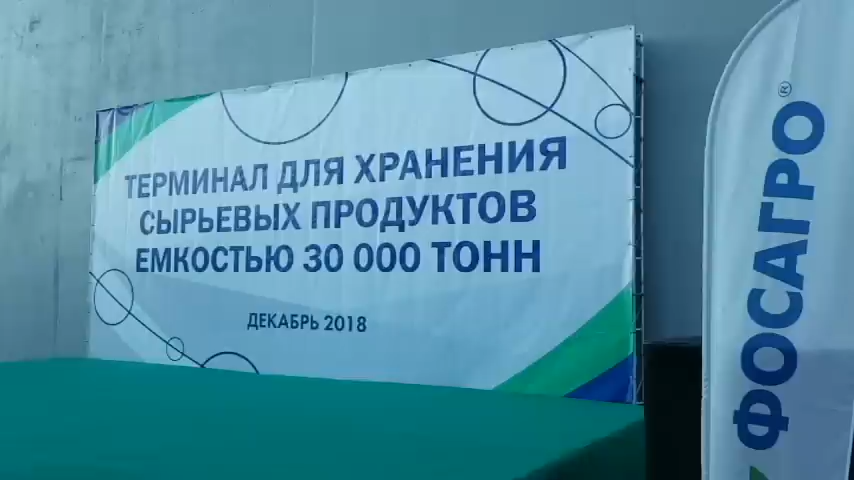 ТЕРМИНАЛ ДЛЯ ХРАНЕНИЯ
СЫРЬЕВЫХ ПРОДУКТОВ
ЕМКОСТЬЮ 30 000 ТОНН
ДЕКАБРЬ 2018
ФОСАГРО®